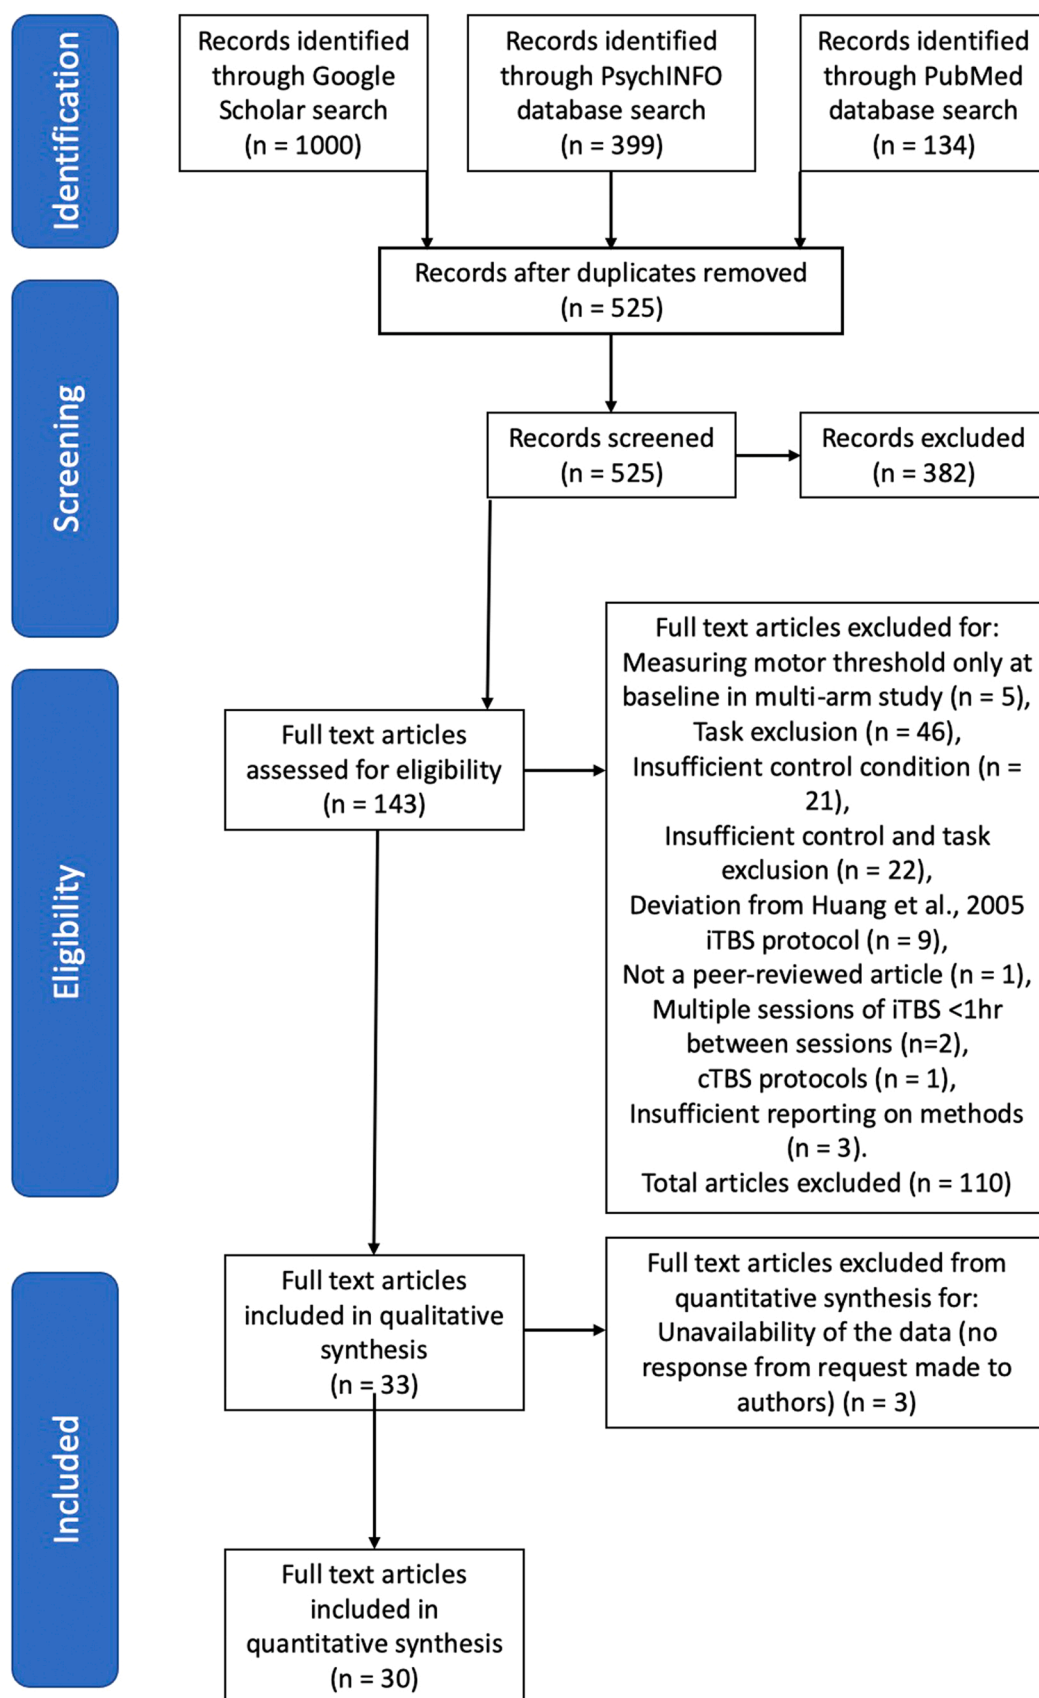 Identification
Records identified
through Google
Scholar search
(n = 1000)
Records identified
through PsychINFO
database search
(n = 399)
Records identified
through PubMed
database search
(n = 134)
Records after duplicates removed
(n = 525)
Screening
Records screened
(n = 525)
Records excluded
(n = 382)
Eligibility
Full text articles
assessed for eligibility
(n = 143)
Full text articles excluded for:
Measuring motor threshold only at
baseline in multi-arm study (n = 5),
Task exclusion (n = 46),
Insufficient control condition (n =
21),
Insufficient control and task
exclusion (n = 22),
Deviation from Huang et al., 2005
iTBS protocol (n = 9),
Not a peer-reviewed article (n = 1),
Multiple sessions of iTBS <1hr
between sessions (n=2),
cTBS protocols (n = 1),
Insufficient reporting on methods
(n = 3).
Total articles excluded (n = 110)
Included
Full text articles
included in qualitative
synthesis
(n = 33)
Full text articles excluded from
quantitative synthesis for:
Unavailability of the data (no
response from request made to
authors) (n = 3)
Full text articles
included in
quantitative synthesis
(n = 30)